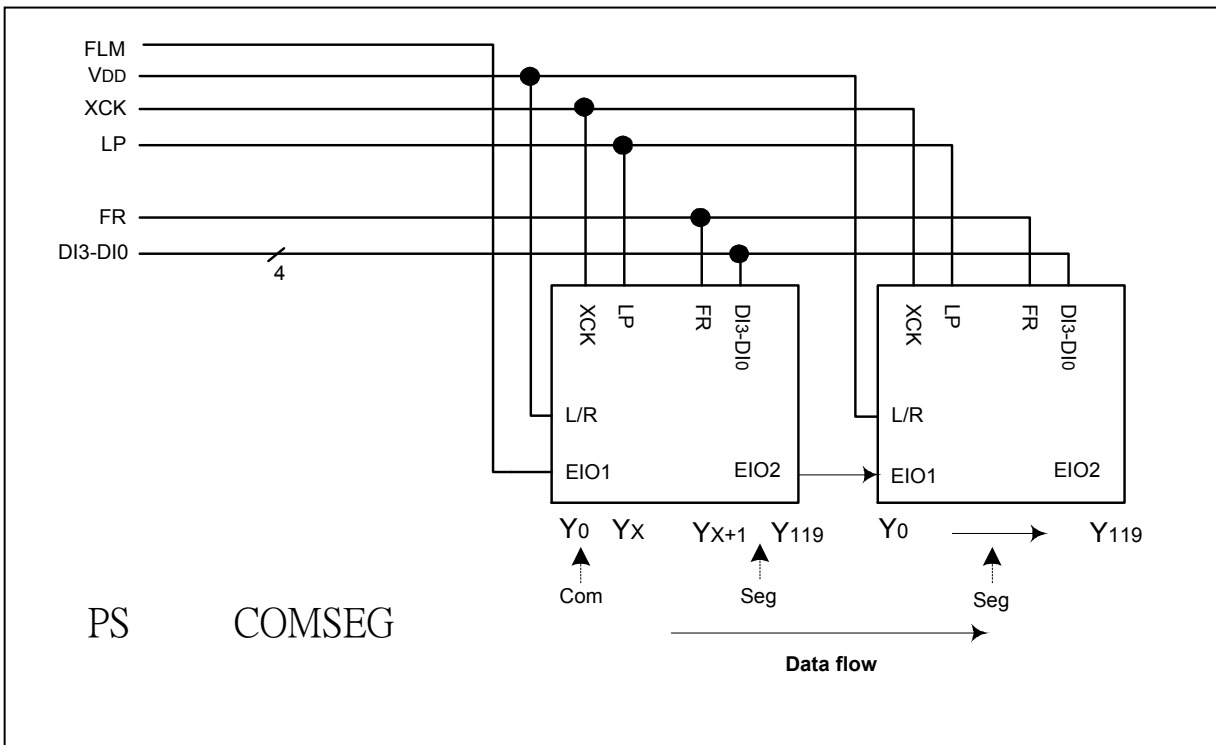 FLM
VDD
XCK
LP
FR
DI3-DI0
4
XCK LP FR DI3-DI0
XCK LP FR DI3-DI0
L/R
L/R
EIO1 EIO2
EIO1 EIO2
Y0 YX YX+1 Y119
Y0 Y119
Com Seg Seg
PS COMSEG
Data flow